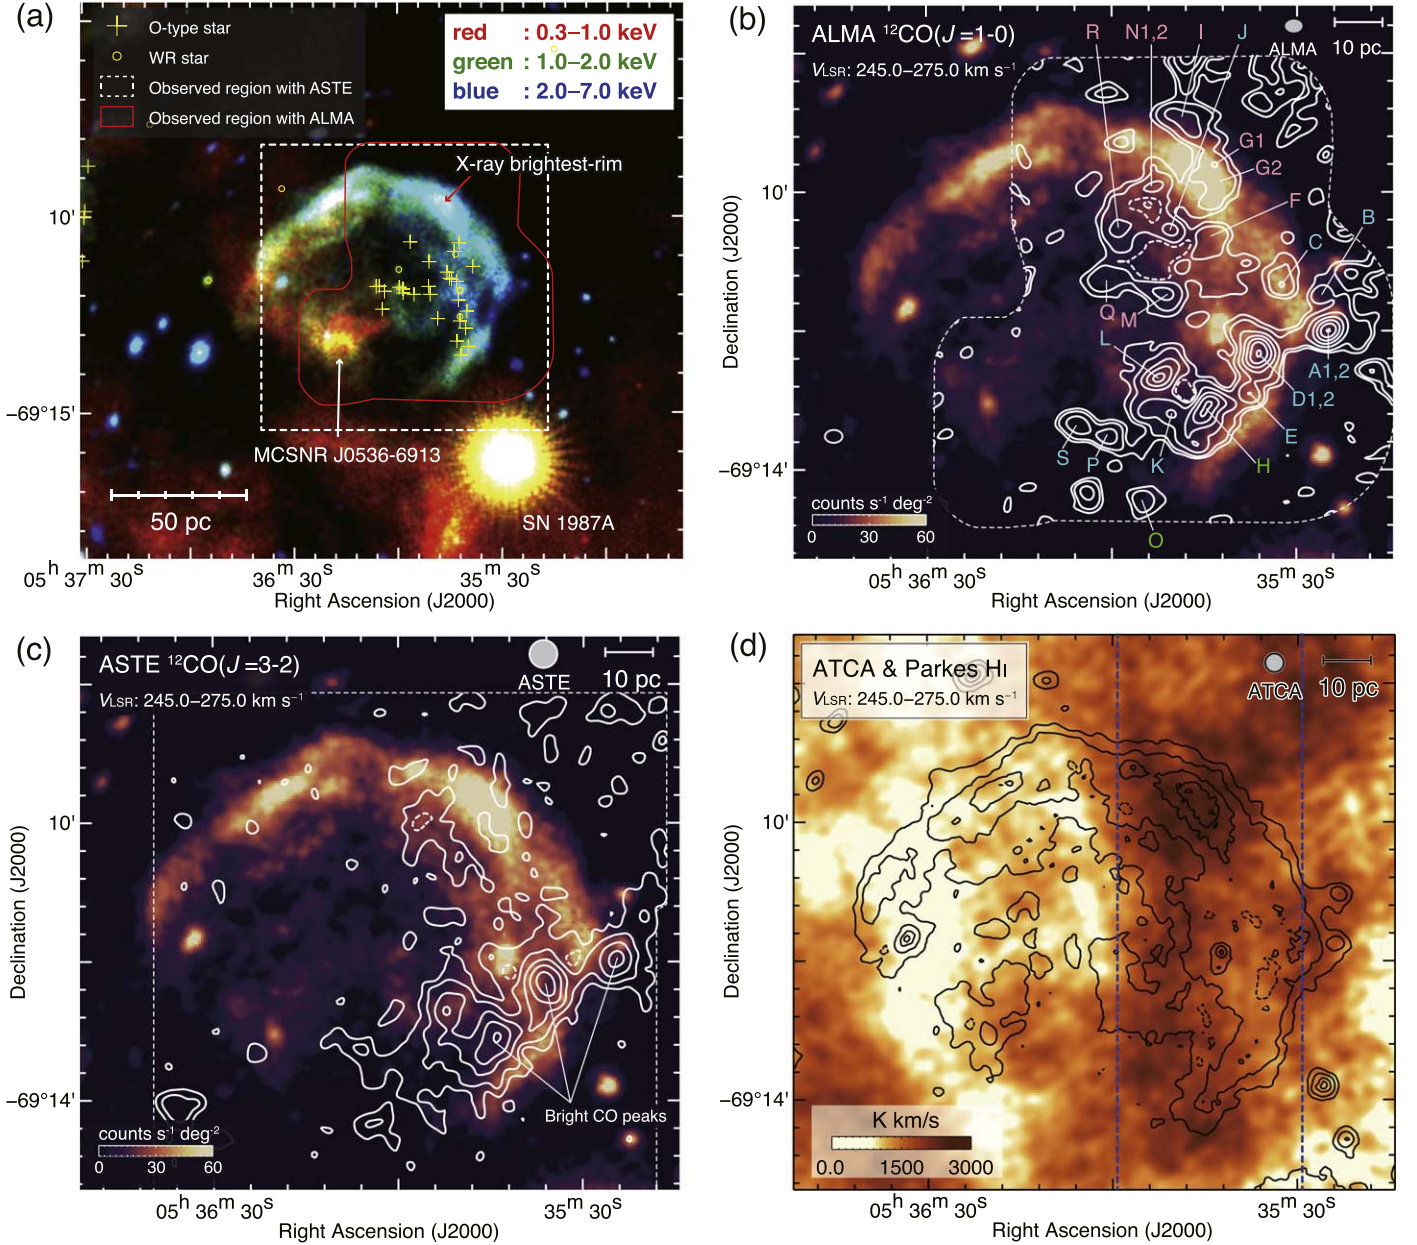 (a)
O-type star
WR star
Observed region with ASTE
Observed region with ALMA
red : 0.3–1.0 keV
green : 1.0–2.0 keV
blue : 2.0–7.0 keV
X-ray brightest-rim
10'
−69°15'
MCSNR J0536-6913
50 pc
SN 1987A
05h 37m 30s
36m 30s
35m 30s
Right Ascension (J2000)
(b)
ALMA 12CO(J =1-0)
VLSR: 245.0–275.0 km s−1
R
N1,2
I
J
ALMA
10 pc
G1
G2
F
B
C
Q
M
L
A1,2
D1,2
E
S
P
K
H
O
10'
−69°14'
Declination (J2000)
counts s-1 deg-2
0 30 60
05h 36m 30s
35m 30s
Right Ascension (J2000)
(c)
ASTE 12CO(J =3-2)
VLSR: 245.0–275.0 km s−1
ASTE
10 pc
10'
−69°14'
Declination (J2000)
Bright CO peaks
counts s-1 deg-2
0 30 60
05h 36m 30s
35m 30s
Right Ascension (J2000)
(d)
ATCA & Parkes HI
VLSR: 245.0–275.0 km s−1
ATCA
10 pc
10'
−69°14'
Declination (J2000)
K km/s
0.0 1500 3000
05h 36m 30s
35m 30s
Right Ascension (J2000)